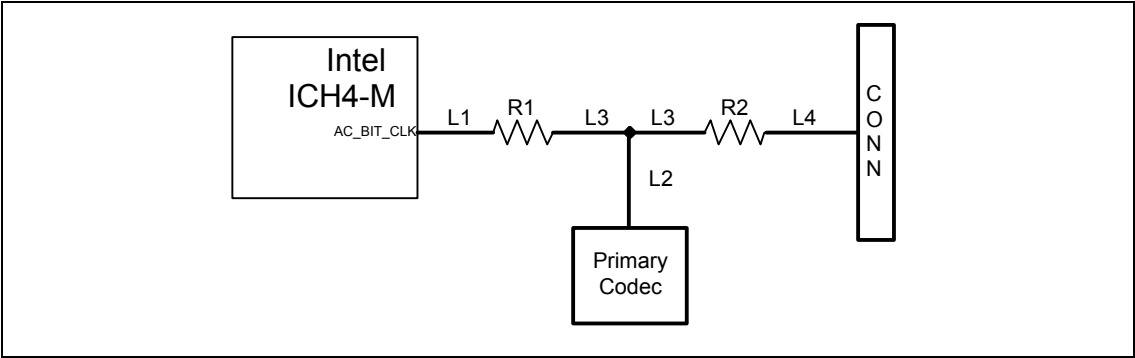 Intel
ICH4-M
AC_BIT_CLK
L1
R1
L3
L3
R2
L4
L2
C
O
N
N
Primary
Codec